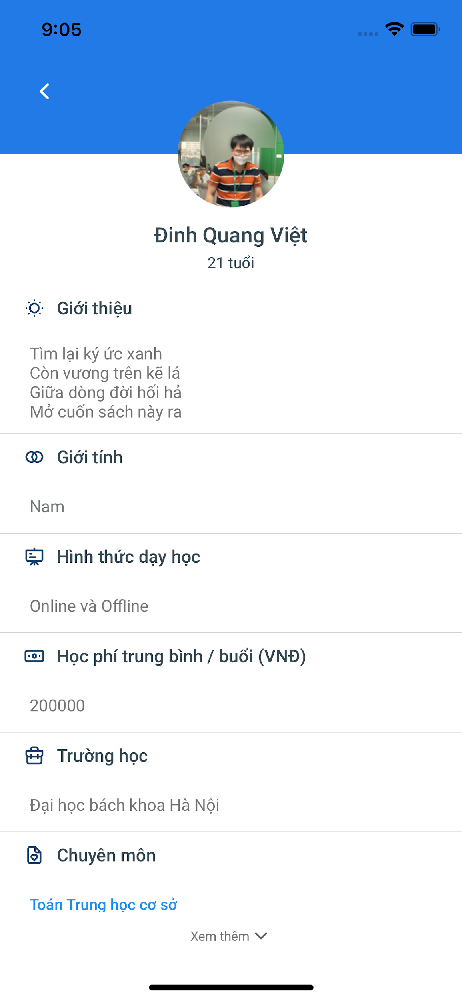 9:05
Đinh Quang Việt
21 tuổi
Giới thiệu
Tìm lại ký ức xanh
Còn vương trên kẽ lá
Giữa dòng đời hối hả
Mở cuốn sách này ra
Giới tính
Nam
Hình thức dạy học
Online và Offline
Học phí trung bình / buổi (VNĐ)
200000
Trường học
Đại học bách khoa Hà Nội
Chuyên môn
Toán Trung học cơ sở
Xem thêm